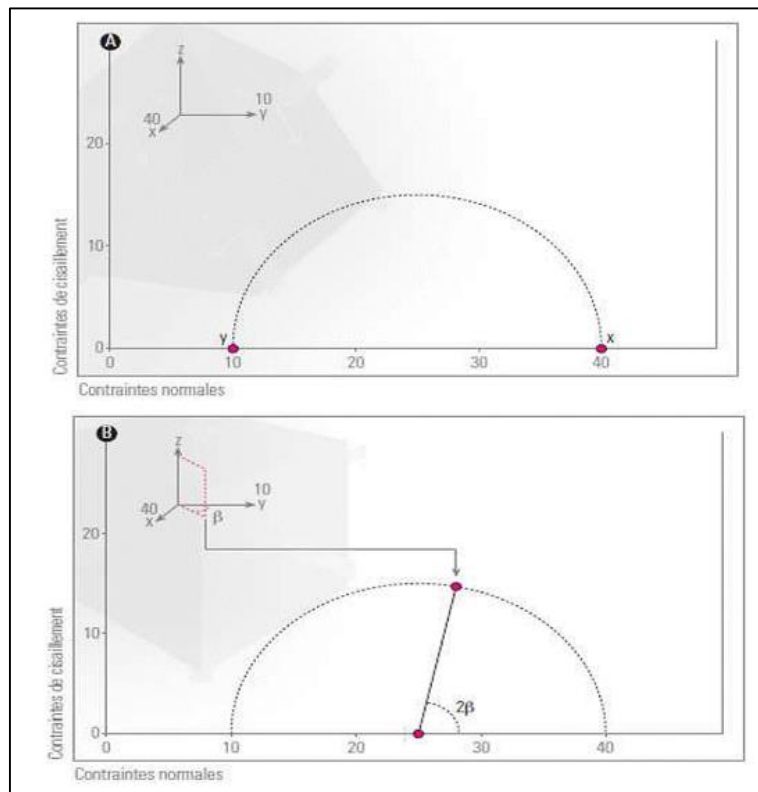 A
z
40
x
10
y
20
10
0
y
x
0
10
20
30
40
Contraintes de cisaillement
Contraintes normales
B
z
40
x
10
y
β
20
10
0
2β
0
10
20
30
40
Contraintes de cisaillement
Contraintes normales